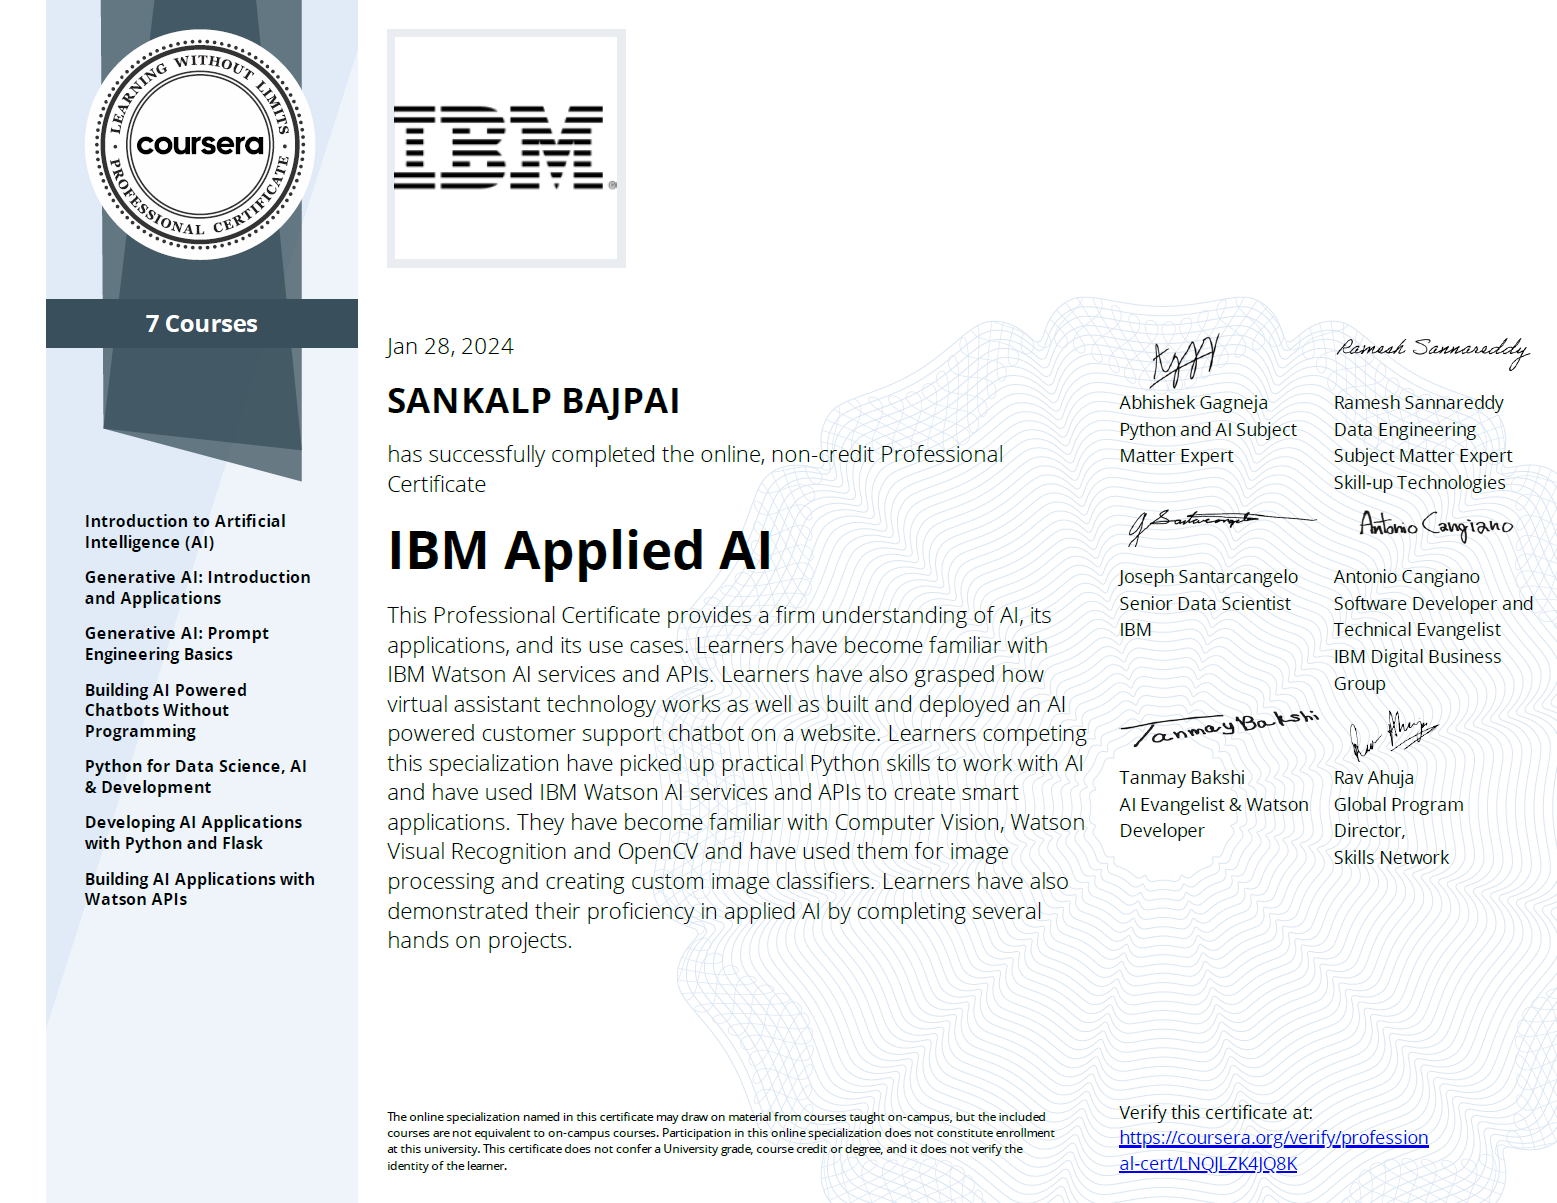 LEARNING WITHOUT LIMITS
coursera
PROFESSIONAL CERTIFICATE
7 Courses
Introduction to Artificial
Intelligence (AI)
Generative AI: Introduction
and Applications
Generative AI: Prompt
Engineering Basics
Building AI Powered
Chatbots Without
Programming
Python for Data Science, AI
& Development
Developing AI Applications
with Python and Flask
Building AI Applications with
Watson APIs
IBM®
Jan 28, 2024
SANKALP BAJPAI
has successfully completed the online, non-credit Professional
Certificate
IBM Applied AI
This Professional Certificate provides a firm understanding of AI, its
applications, and its use cases. Learners have become familiar with
IBM Watson AI services and APIs. Learners have also grasped how
virtual assistant technology works as well as built and deployed an AI
powered customer support chatbot on a website. Learners competing
this specialization have picked up practical Python skills to work with AI
and have used IBM Watson AI services and APIs to create smart
applications. They have become familiar with Computer Vision, Watson
Visual Recognition and OpenCV and have used them for image
processing and creating custom image classifiers. Learners have also
demonstrated their proficiency in applied AI by completing several
hands on projects.
Abhishek Gagneja
Python and AI Subject
Matter Expert
Ramesh Sannareddy
Ramesh Sannareddy
Data Engineering
Subject Matter Expert
Skill-up Technologies
J Santarcangelo
Joseph Santarcangelo
Senior Data Scientist
IBM
Antonio Cangiano
Antonio Cangiano
Software Developer and
Technical Evangelist
IBM Digital Business
Group
Tanmay Bakshi
Tanmay Bakshi
AI Evangelist & Watson
Developer
Rav Ahuja
Rav Ahuja
Global Program
Director,
Skills Network
The online specialization named in this certificate may draw on material from courses taught on-campus, but the included
courses are not equivalent to on-campus courses. Participation in this online specialization does not constitute enrollment
at this university. This certificate does not confer a University grade, course credit or degree, and it does not verify the
identity of the learner.
Verify this certificate at:
https://coursera.org/verify/profession
al-cert/LNQJLZK4JQ8K